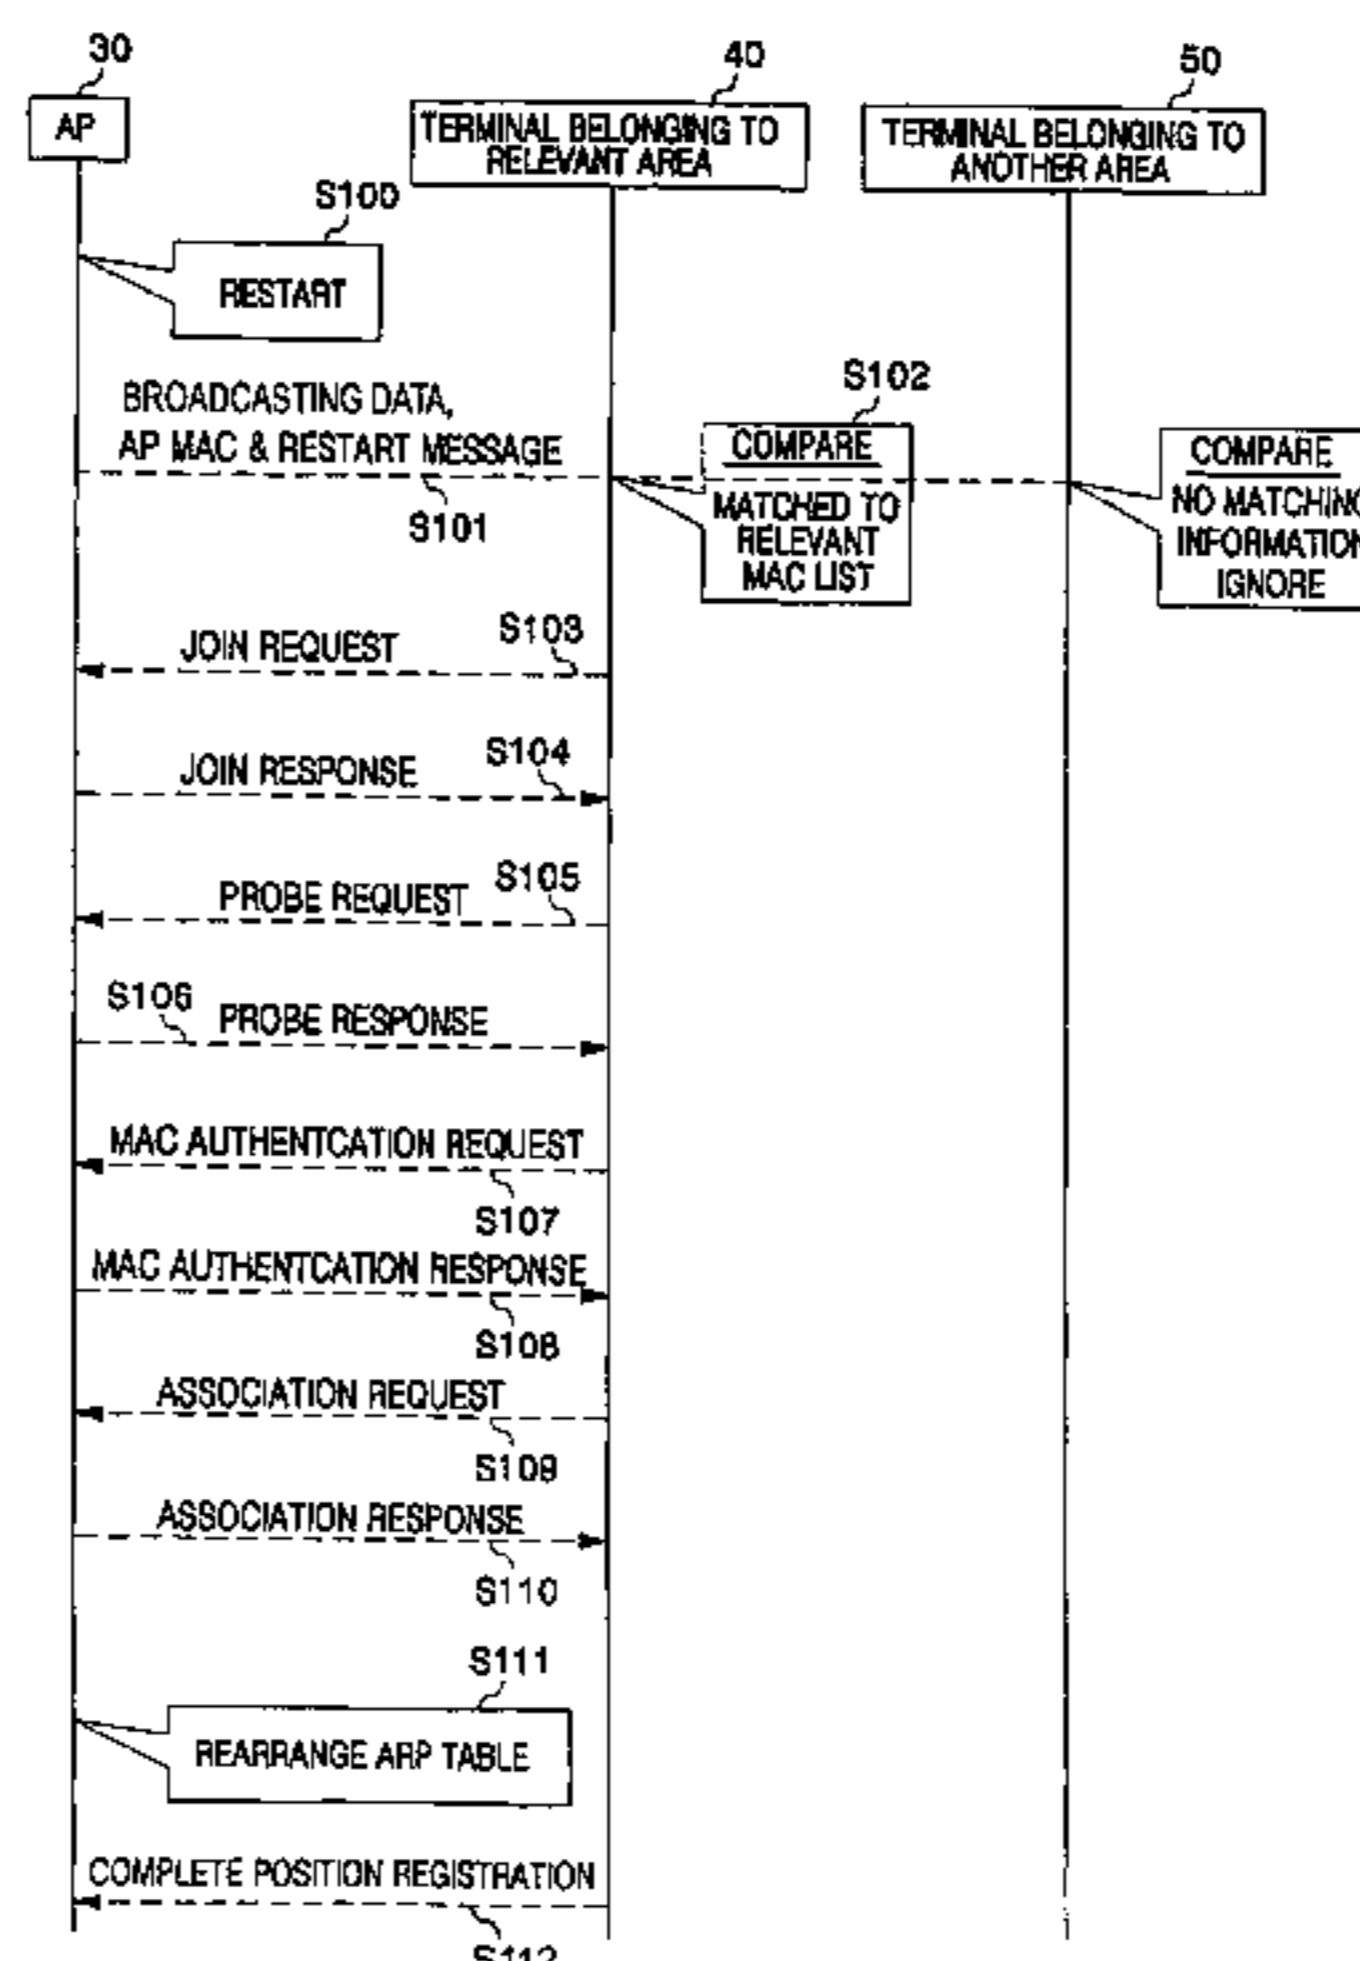 30
40
50
AP
TERMINAL BELONGING TO
RELEVANT AREA
TERMINAL BELONGING TO
ANOTHER AREA
S100
RESTART
BROADCASTING DATA,
AP MAC & RESTART MESSAGE
S101
S102
COMPARE
MATCHED TO
RELEVANT
MAC LIST
COMPARE
NO MATCHING
INFORMATION
IGNORE
JOIN REQUEST
S103
JOIN RESPONSE
S104
PROBE REQUEST
S105
S106
PROBE RESPONSE
MAC AUTHENTCATION REQUEST
S107
MAC AUTHENTCATION RESPONSE
S108
ASSOCIATION REQUEST
S109
ASSOCIATION RESPONSE
S110
S111
REARRANGE ARP TABLE
COMPLETE POSITION REGISTRATION
S112